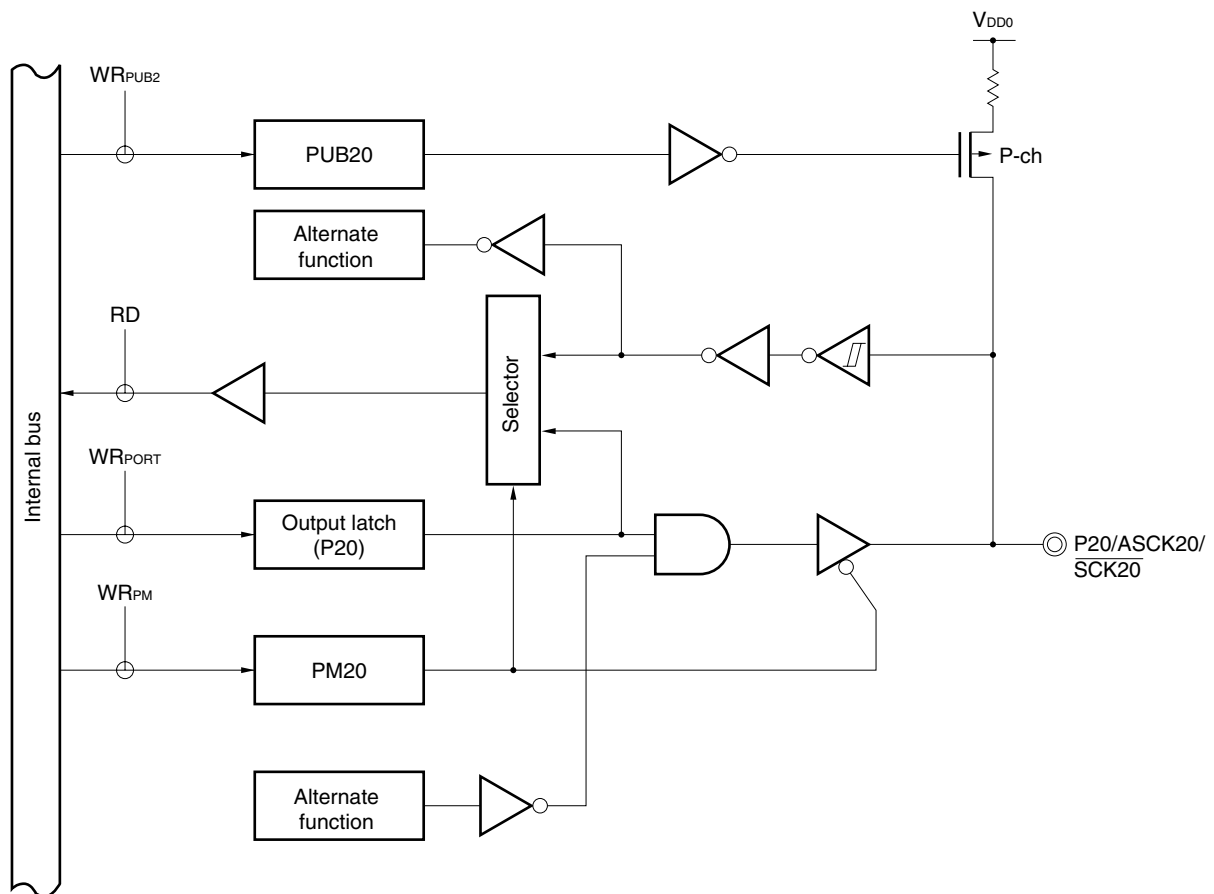 VDD0
WRPUB2
PUB20
P-ch
Alternate
function
RD
Selector
Internal bus
WRPORT
Output latch
(P20)
P20/ASCK20/
SCK20
WRPM
PM20
Alternate
function